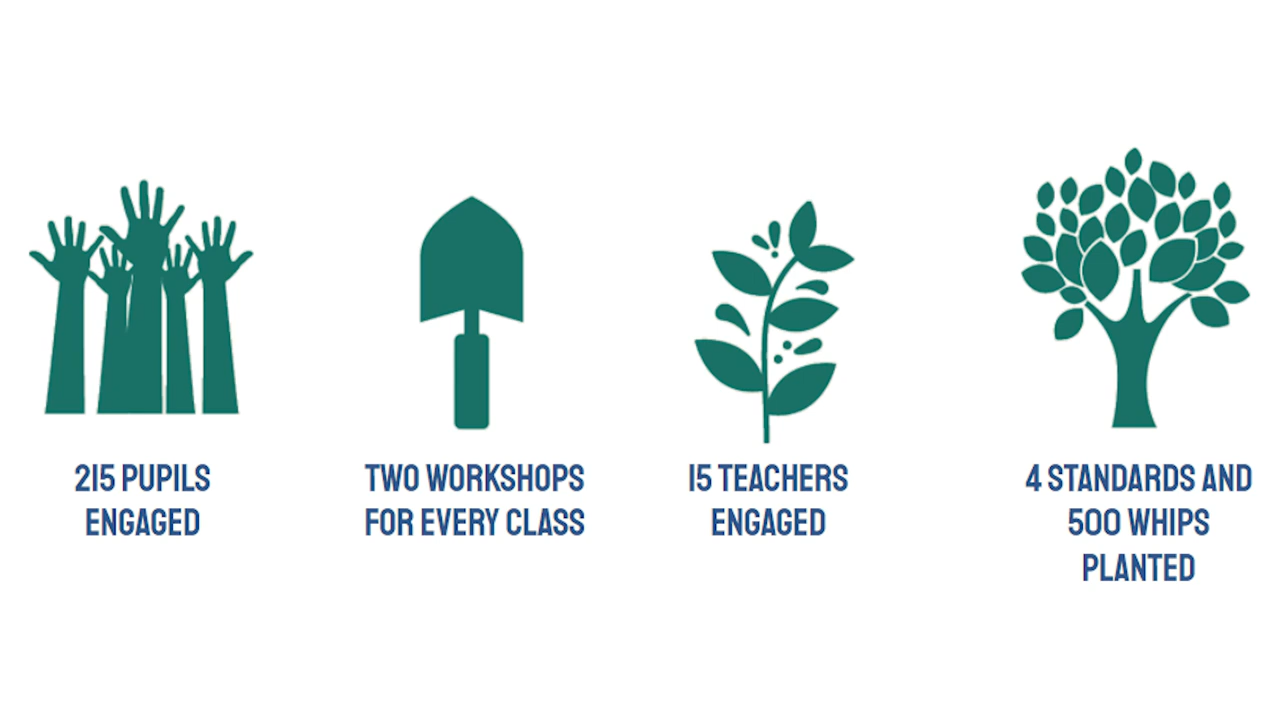 215 PUPILS
ENGAGED
TWO WORKSHOPS
FOR EVERY CLASS
15 TEACHERS
ENGAGED
4 STANDARDS AND
500 WHIPS
PLANTED